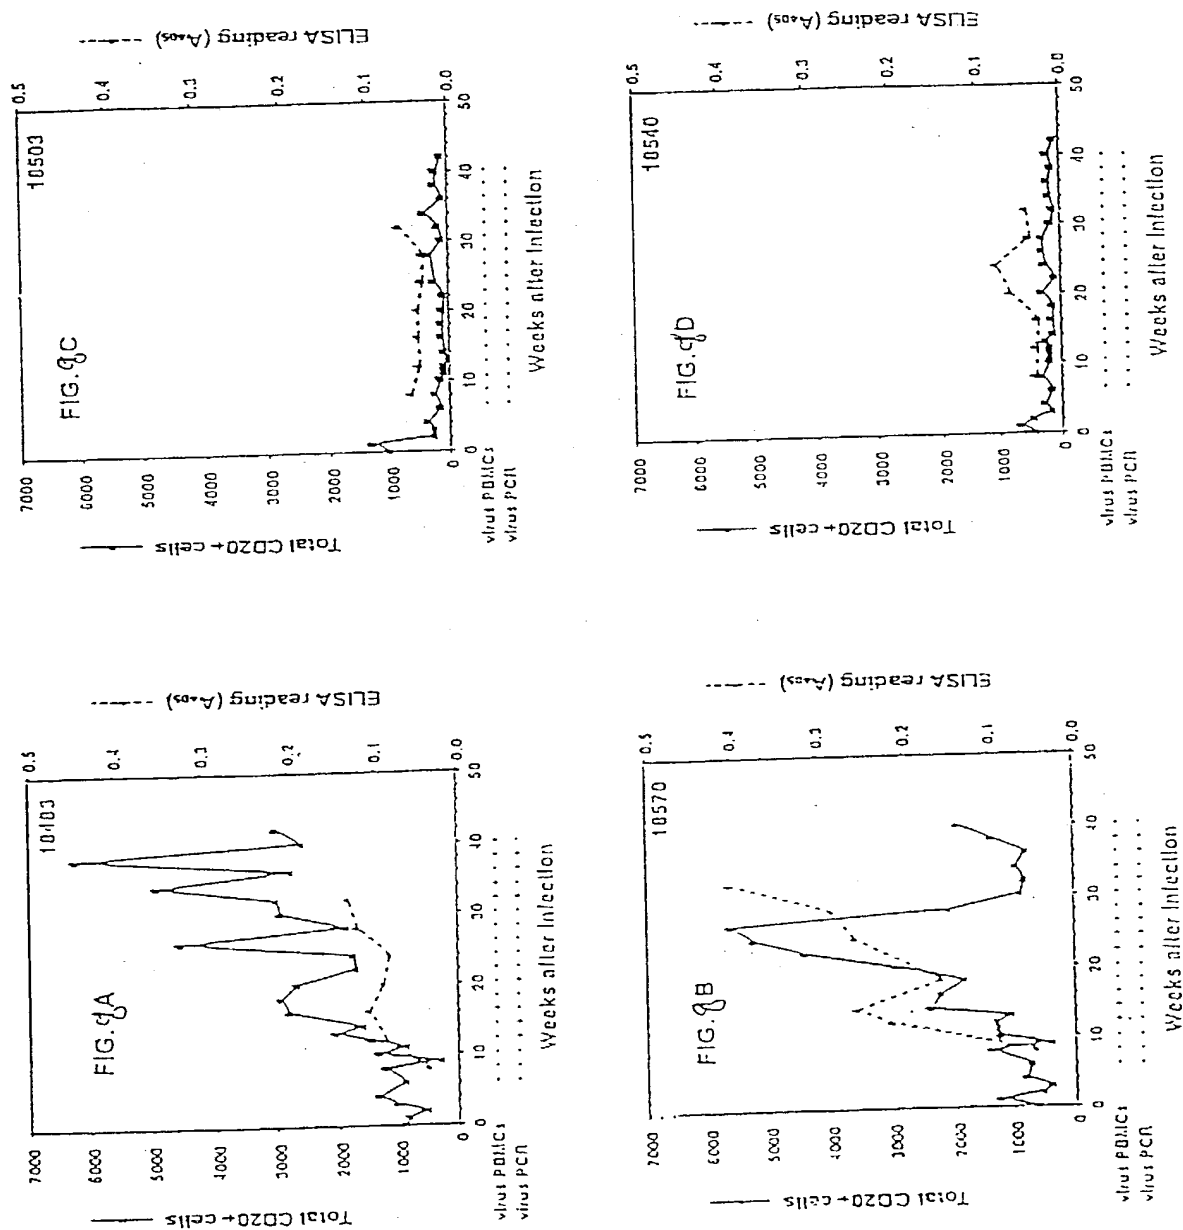 FIG. 9A
10403
7000
6000
5000
4000
3000
2000
1000
0
Total CD20+ cells
0.5
0.4
0.3
0.2
0.1
0.0
ELISA reading (A405)
0 10 20 30 40 50
virus PBMCs
virus PCR
Weeks after Infection
FIG. 9B
10570
7000
6000
5000
4000
3000
2000
1000
0
Total CD20+ cells
0.5
0.4
0.3
0.2
0.1
0.0
ELISA reading (A405)
0 10 20 30 40 50
virus PBMCs
virus PCR
Weeks after Infection
FIG. 9C
10503
7000
6000
5000
4000
3000
2000
1000
0
Total CD20+ cells
0.5
0.4
0.3
0.2
0.1
0.0
ELISA reading (A405)
0 10 20 30 40 50
virus PBMCs
virus PCR
Weeks after Infection
FIG. 9D
10540
7000
6000
5000
4000
3000
2000
1000
0
Total CD20+ cells
0.5
0.4
0.3
0.2
0.1
0.0
ELISA reading (A405)
0 10 20 30 40 50
virus PBMCs
virus PCR
Weeks after Infection